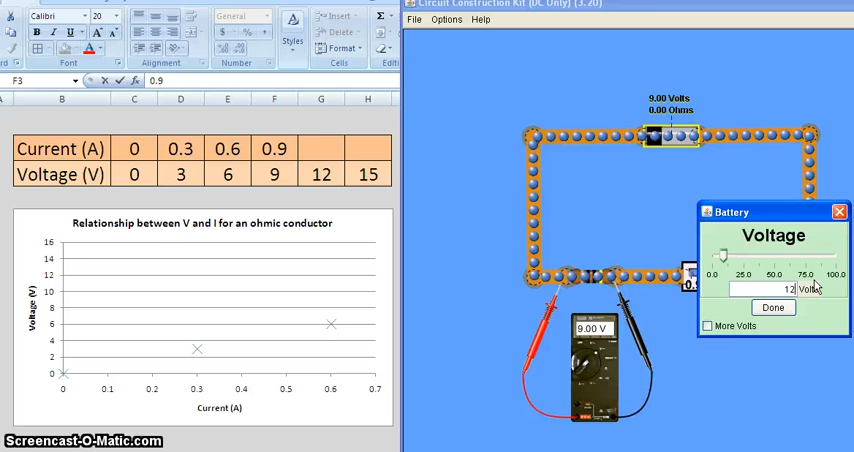 Circuit Construction Kit (DC Only) (3.20)
File Options Help
Calibri 20 General Insert
B I U A Styles Delete
Format
Font Alignment Number Cells
F3 fx 0.9
B C D E F G H
Current (A) 0 0.3 0.6 0.9
Voltage (V) 0 3 6 9 12 15
Relationship between V and I for an ohmic conductor
16
14
12
10
8
6
4
2
0
Voltage (V)
0 0.1 0.2 0.3 0.4 0.5 0.6 0.7
Current (A)
Screencast-O-Matic.com
9.00 Volts
0.00 Ohms
9.00 V
Battery
Voltage
0.0 25.0 50.0 75.0 100.0
12 Volts
Done
More Volts